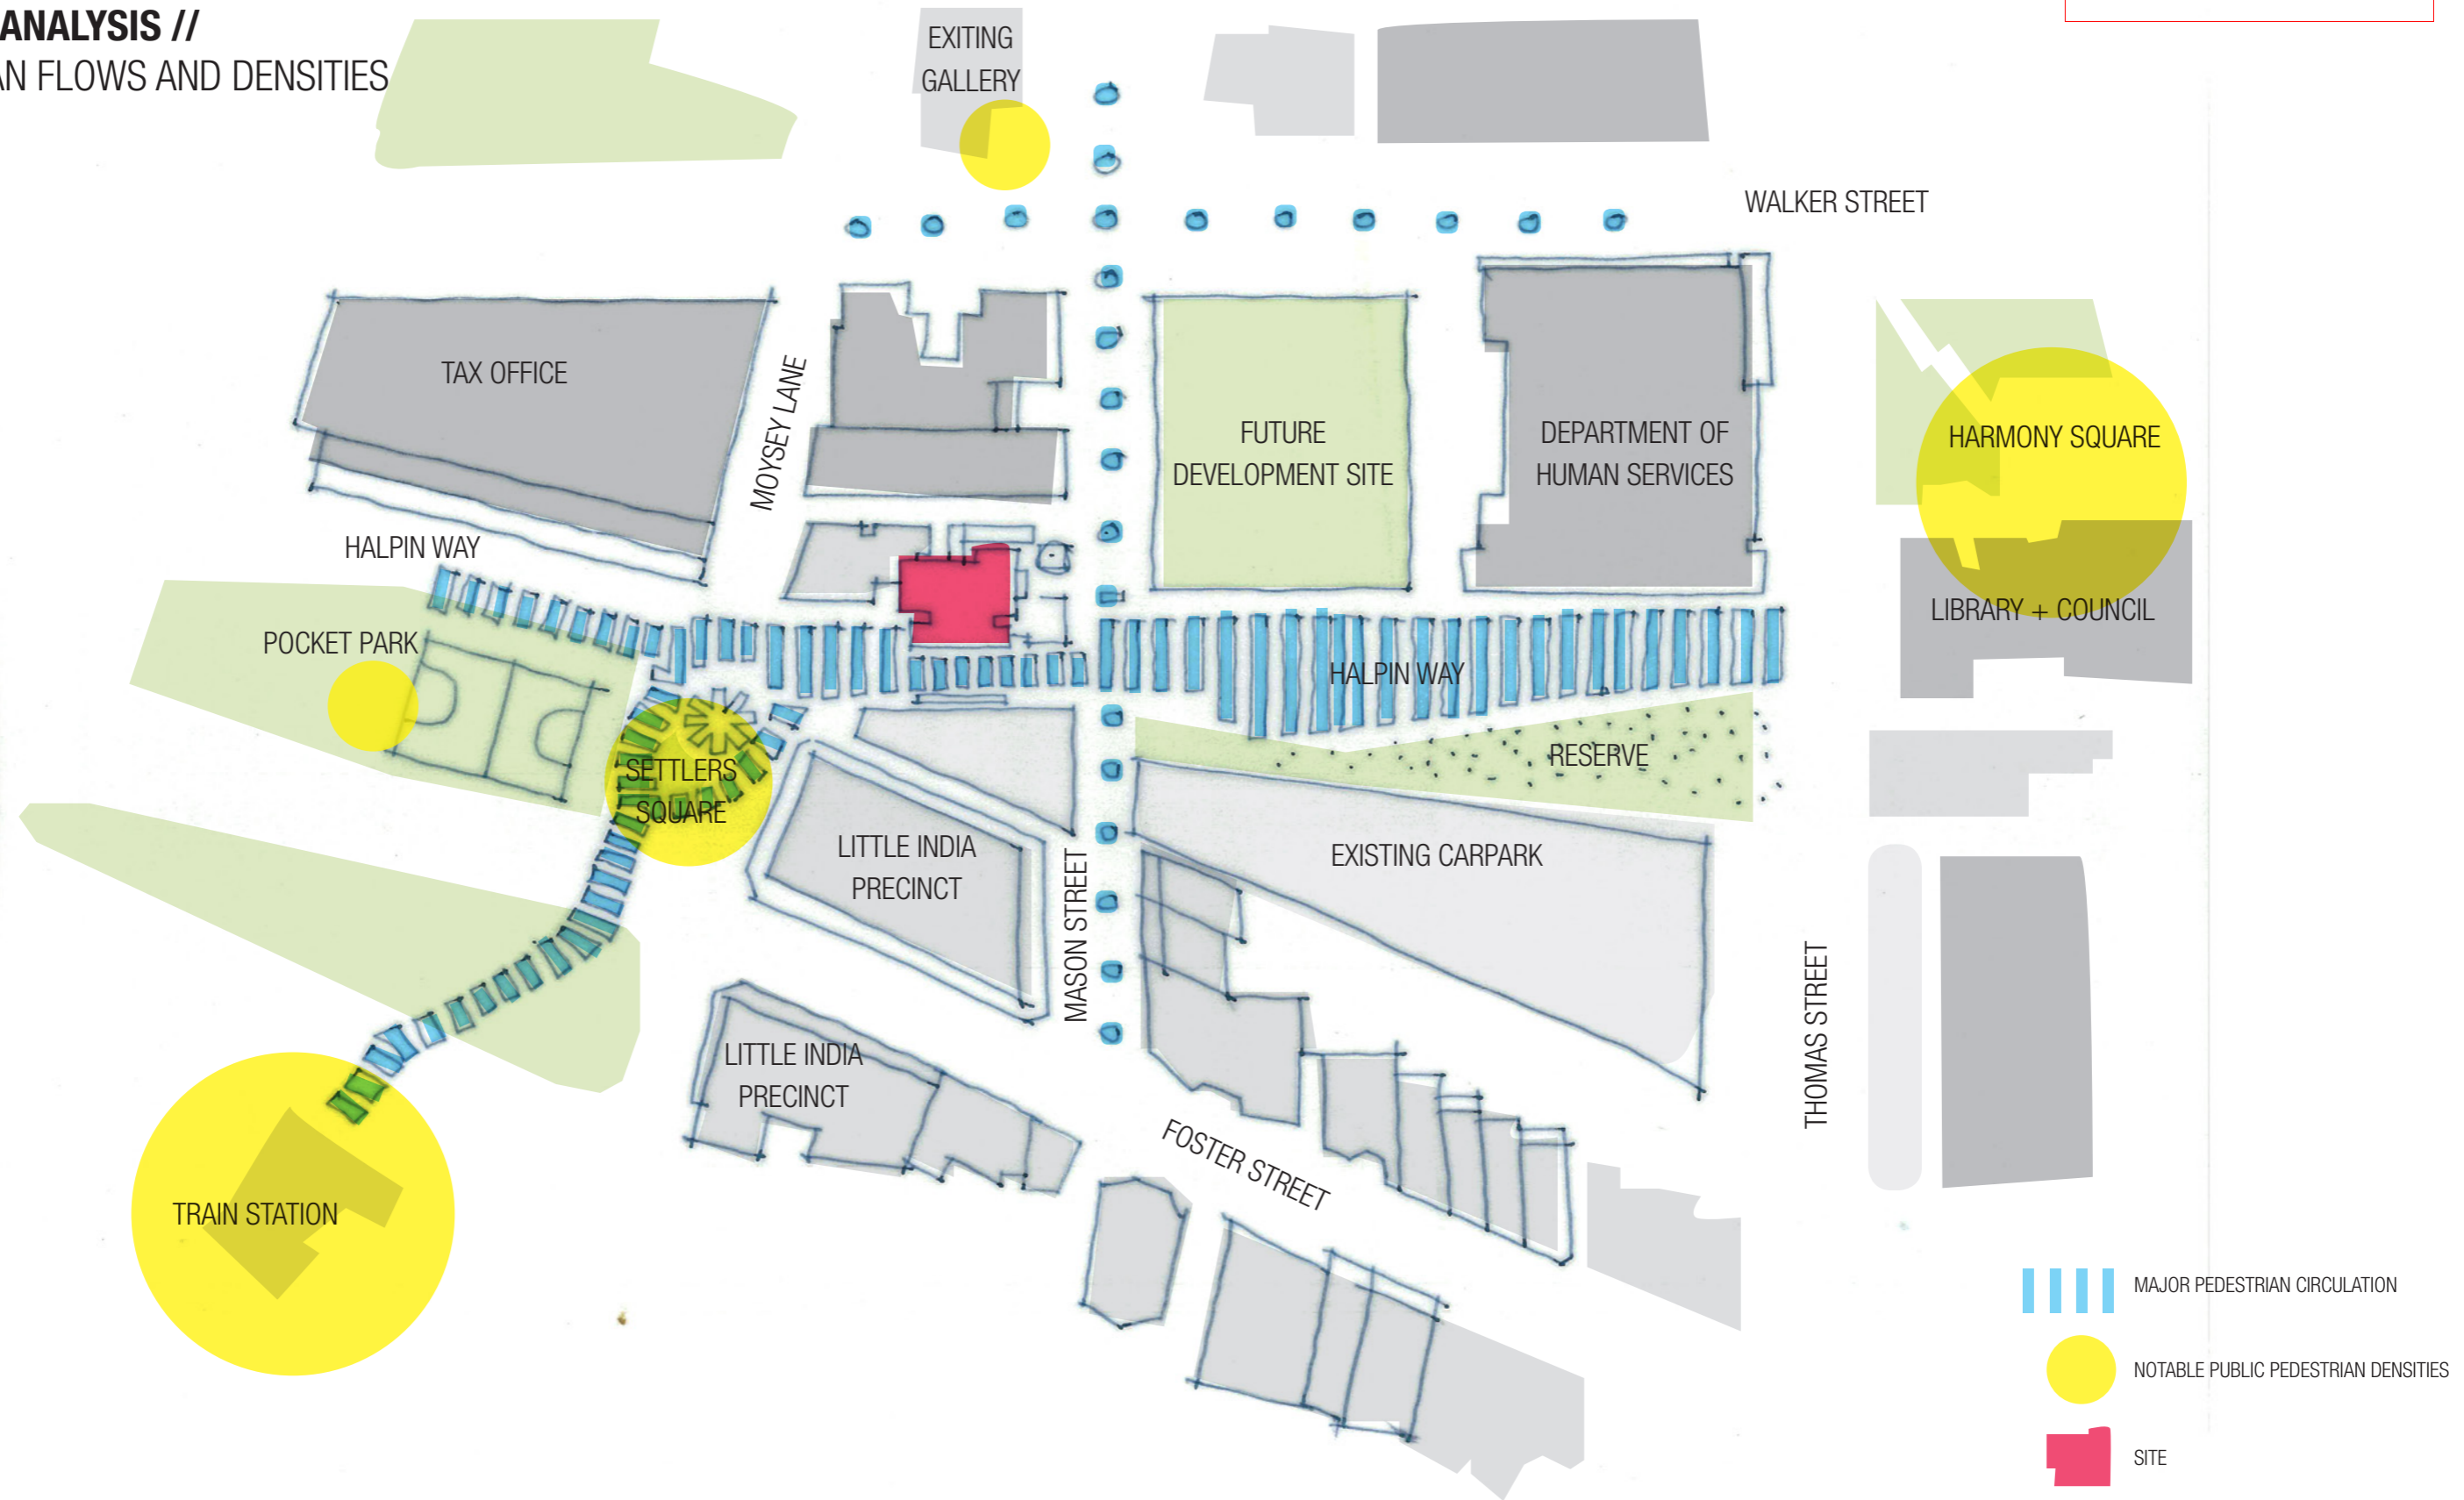 ANALYSIS //
AN FLOWS AND DENSITIES
EXITING
GALLERY
WALKER STREET
TAX OFFICE
MOYSEY LANE
FUTURE
DEVELOPMENT SITE
DEPARTMENT OF
HUMAN SERVICES
HARMONY SQUARE
HALPIN WAY
LIBRARY + COUNCIL
POCKET PARK
HALPIN WAY
SETTLERS
SQUARE
RESERVE
LITTLE INDIA
PRECINCT
EXISTING CARPARK
MASON STREET
THOMAS STREET
LITTLE INDIA
PRECINCT
FOSTER STREET
TRAIN STATION
MAJOR PEDESTRIAN CIRCULATION
NOTABLE PUBLIC PEDESTRIAN DENSITIES
SITE